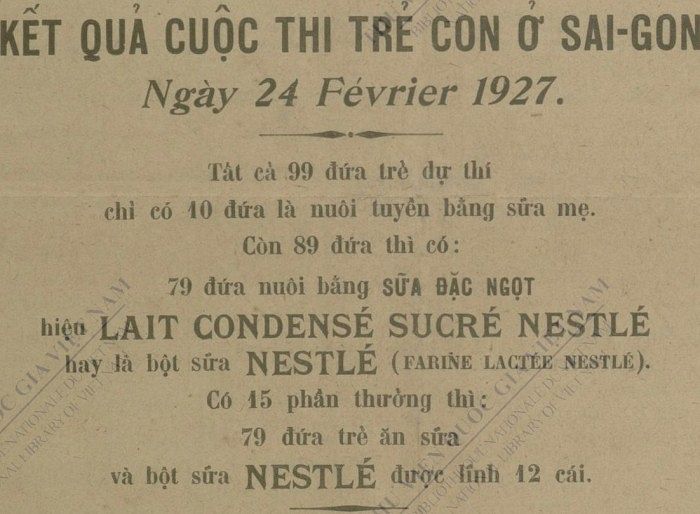 KẾT QUẢ CUỘC THI TRẺ CON Ở SAI-GON
Ngày 24 Février 1927.
Tất cả 99 đứa trẻ dự thí
chỉ có 10 đứa là nuôi tuyền bằng sữa mẹ.
Còn 89 đứa thì có:
79 đứa nuôi bằng SỮA ĐẶC NGỌT
hiệu LAIT CONDENSÉ SUCRÉ NESTLÉ
hay là bột sữa NESTLÉ (FARINE LACTÉE NESTLÉ).
Có 15 phần thưởng thì:
79 đứa trẻ ăn sữa
và bột sữa NESTLÉ được lĩnh 12 cái.